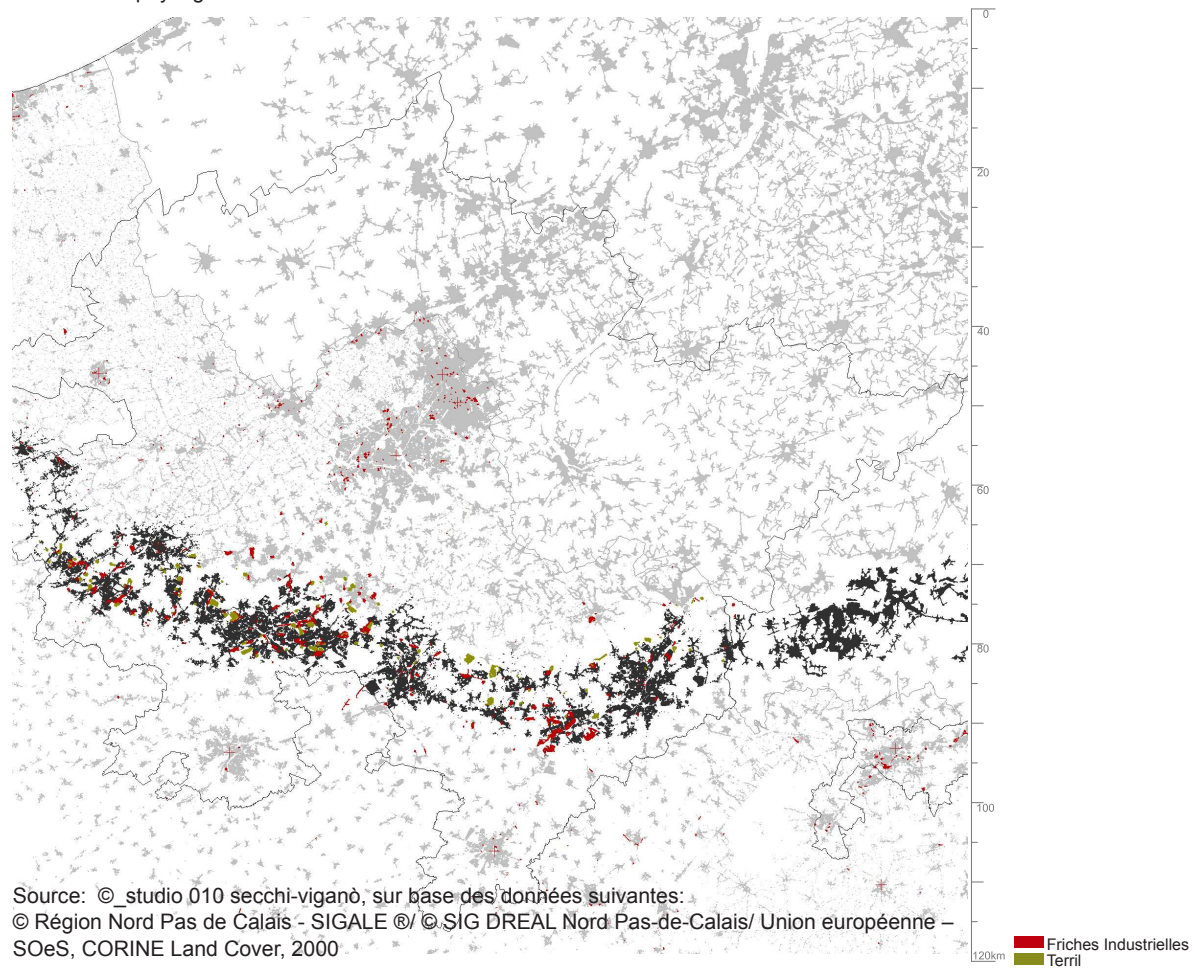 0
20
40
60
80
100
Source: ©_studio 010 secchi-viganò, sur base des données suivantes:
© Région Nord Pas de Calais - SIGALE ®/ © SIG DREAL Nord Pas-de-Calais/ Union européenne –
SOeS, CORINE Land Cover, 2000
120km
Friches Industrielles
Terril